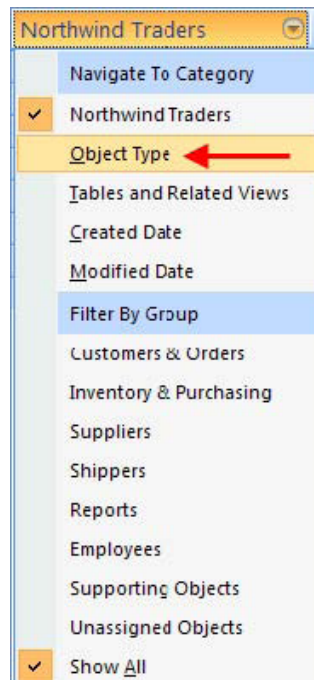 Northwind Traders
Navigate To Category
Northwind Traders
Object Type
Tables and Related Views
Created Date
Modified Date
Filter By Group
Customers & Orders
Inventory & Purchasing
Suppliers
Shippers
Reports
Employees
Supporting Objects
Unassigned Objects
Show All